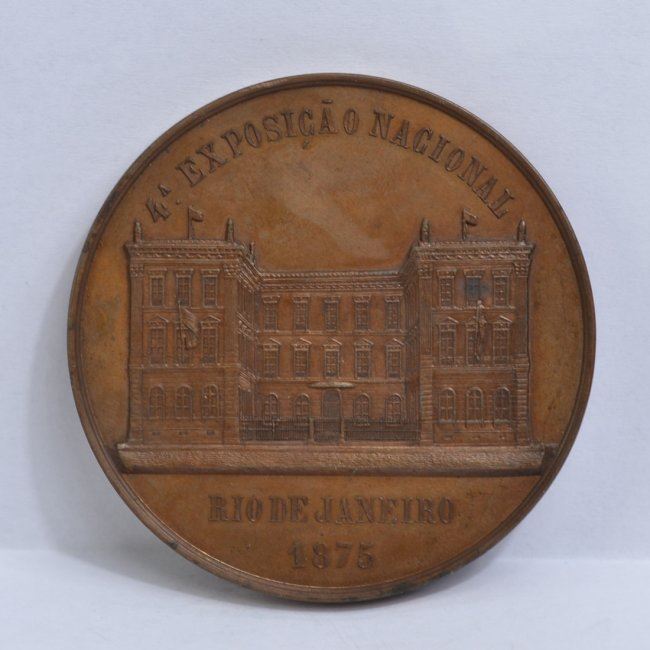 4ª EXPOSIÇÃO NACIONAL
RIO DE JANEIRO
1875